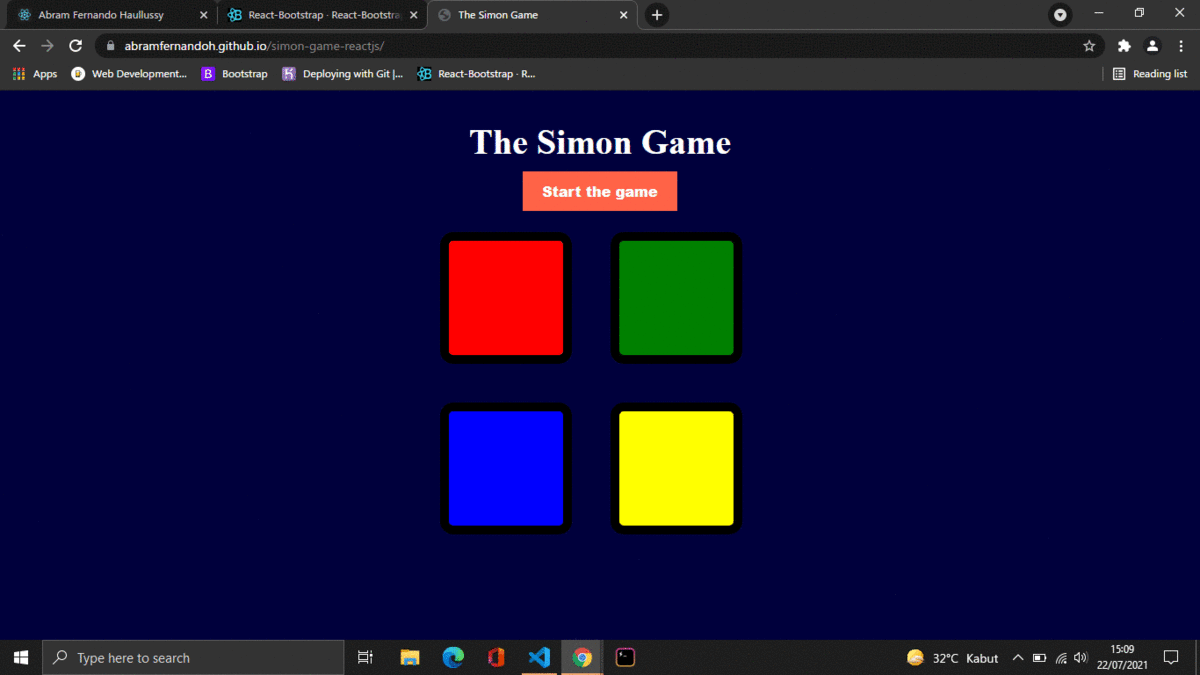 Abram Fernando Haullussy
React-Bootstrap · React-Bootstra
The Simon Game
abramfernandoh.github.io/simon-game-reactjs/
Apps
Web Development...
Bootstrap
Deploying with Git |...
React-Bootstrap · R...
Reading list
The Simon Game
Start the game
Type here to search
32°C Kabut
15:09
22/07/2021